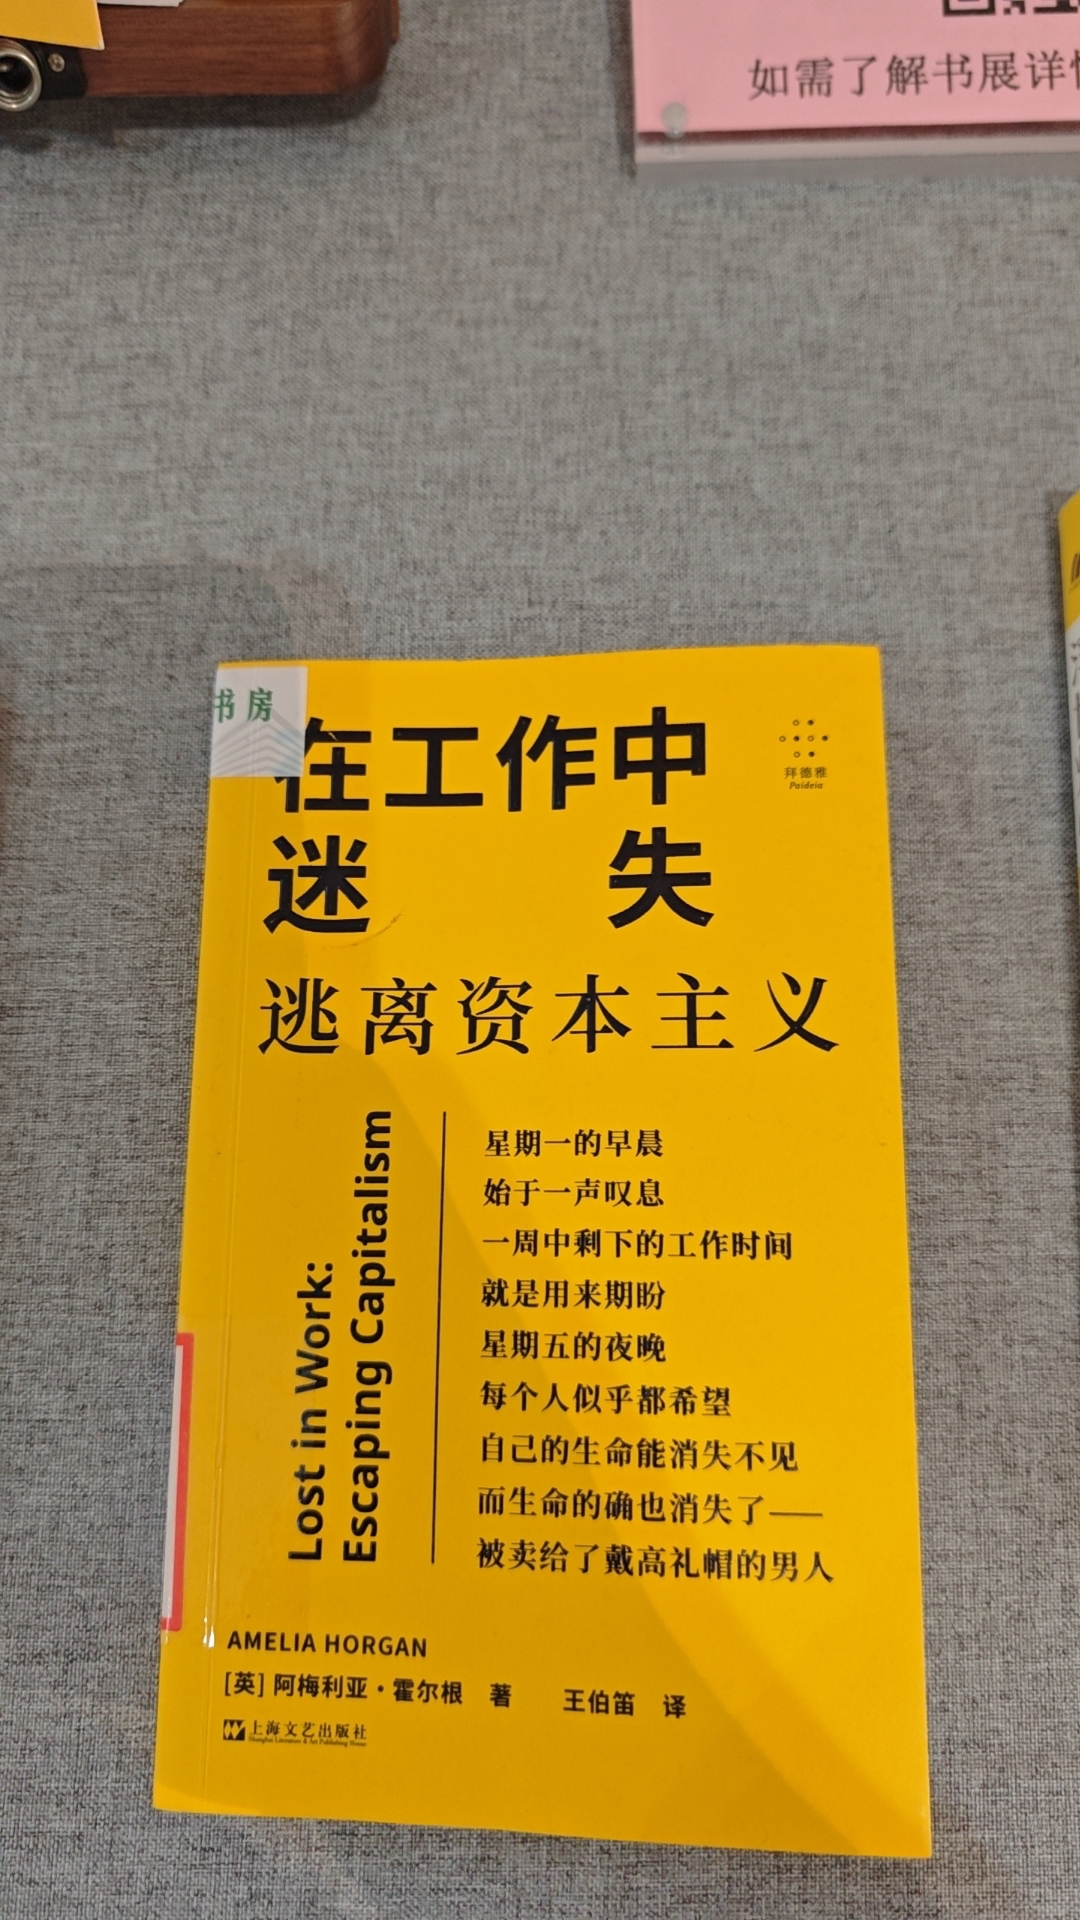 如需了解书展详
书房
在工作中
迷 失
拜德雅
Paideia
逃离资本主义
Lost in Work:
Escaping Capitalism
星期一的早晨
始于一声叹息
一周中剩下的工作时间
就是用来期盼
星期五的夜晚
每个人似乎都希望
自己的生命能消失不见
而生命的确也消失了——
被卖给了戴高礼帽的男人
AMELIA HORGAN
[英] 阿梅利亚·霍尔根 著 王伯笛 译
上海文艺出版社
Shanghai Literature & Art Publishing House